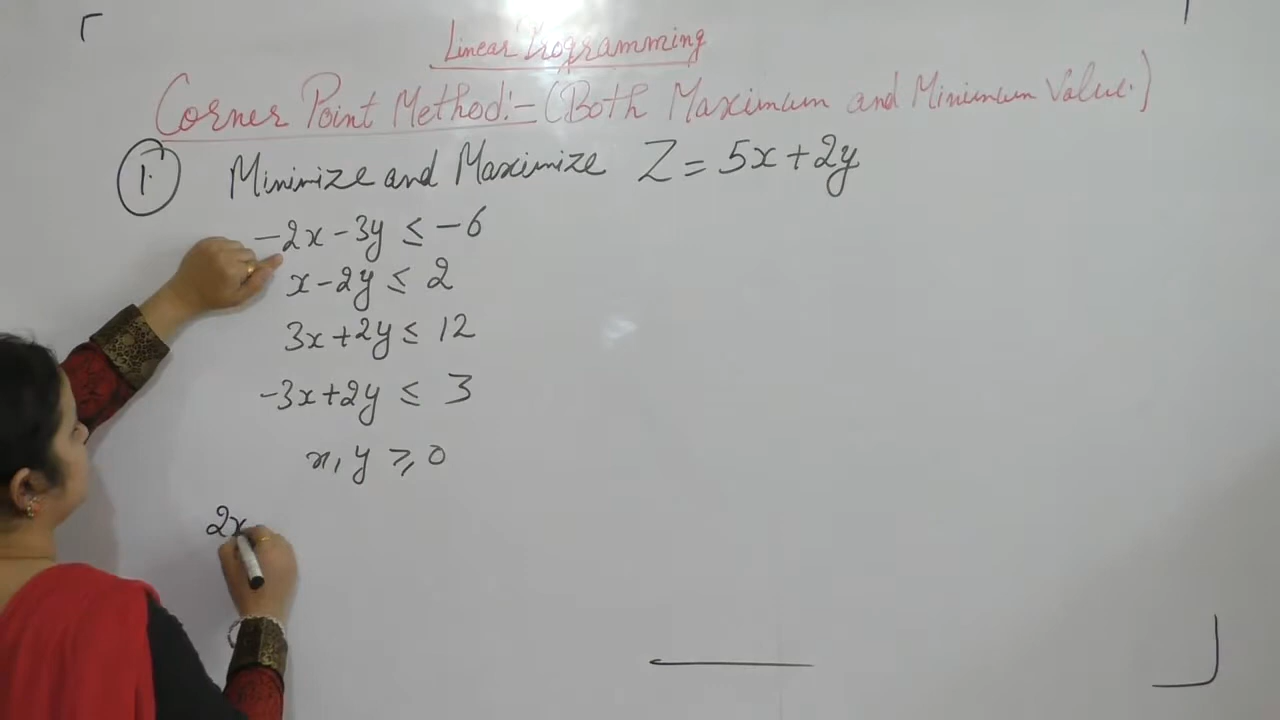 Linear Programming
Corner Point Method:- (Both Maximum and Minimum Value.)
1. Minimize and Maximize Z = 5x + 2y
-2x - 3y ≤ -6
x - 2y ≤ 2
3x + 2y ≤ 12
-3x + 2y ≤ 3
x, y ≥ 0
2x